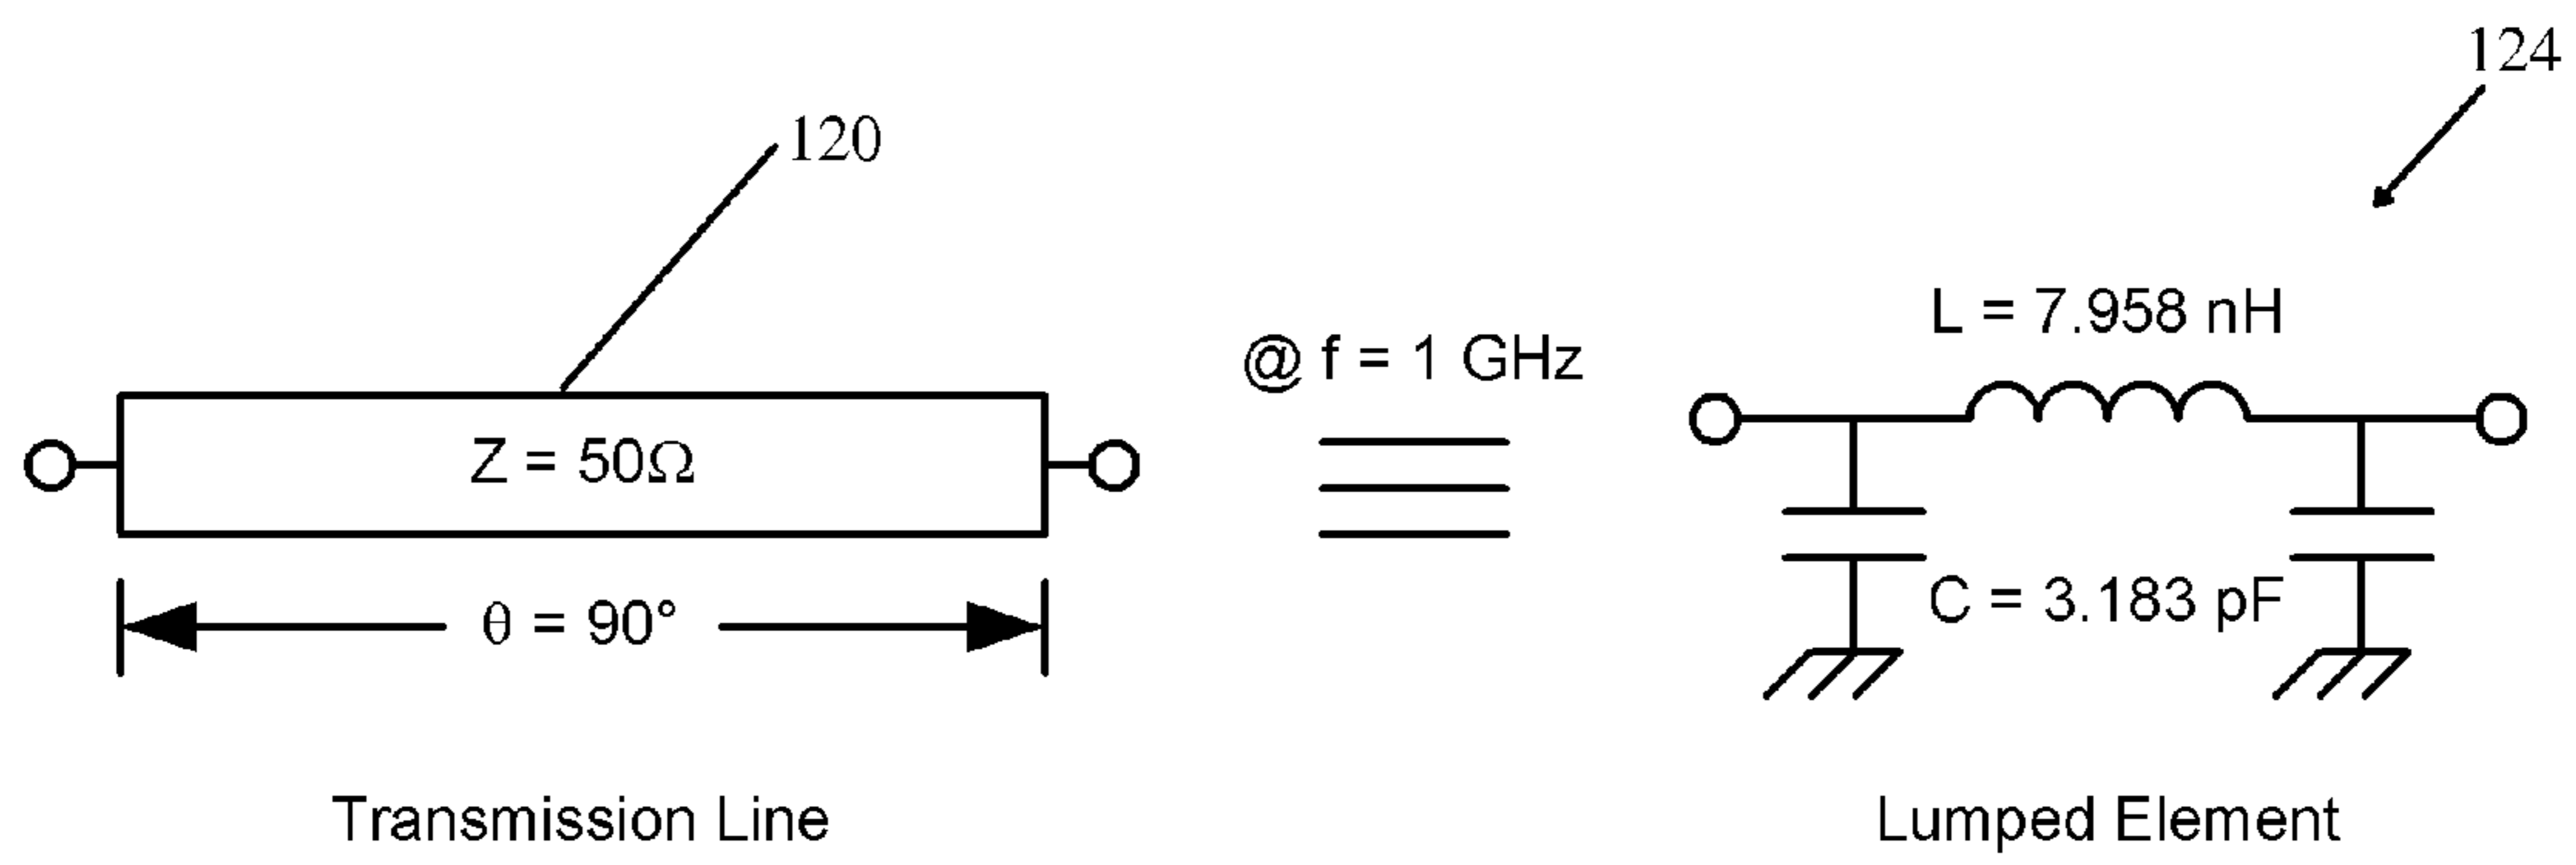 124
120
L = 7.958 nH
@ f = 1 GHz
Z = 50Ω
C = 3.183 pF
θ = 90°
Transmission Line
Lumped Element